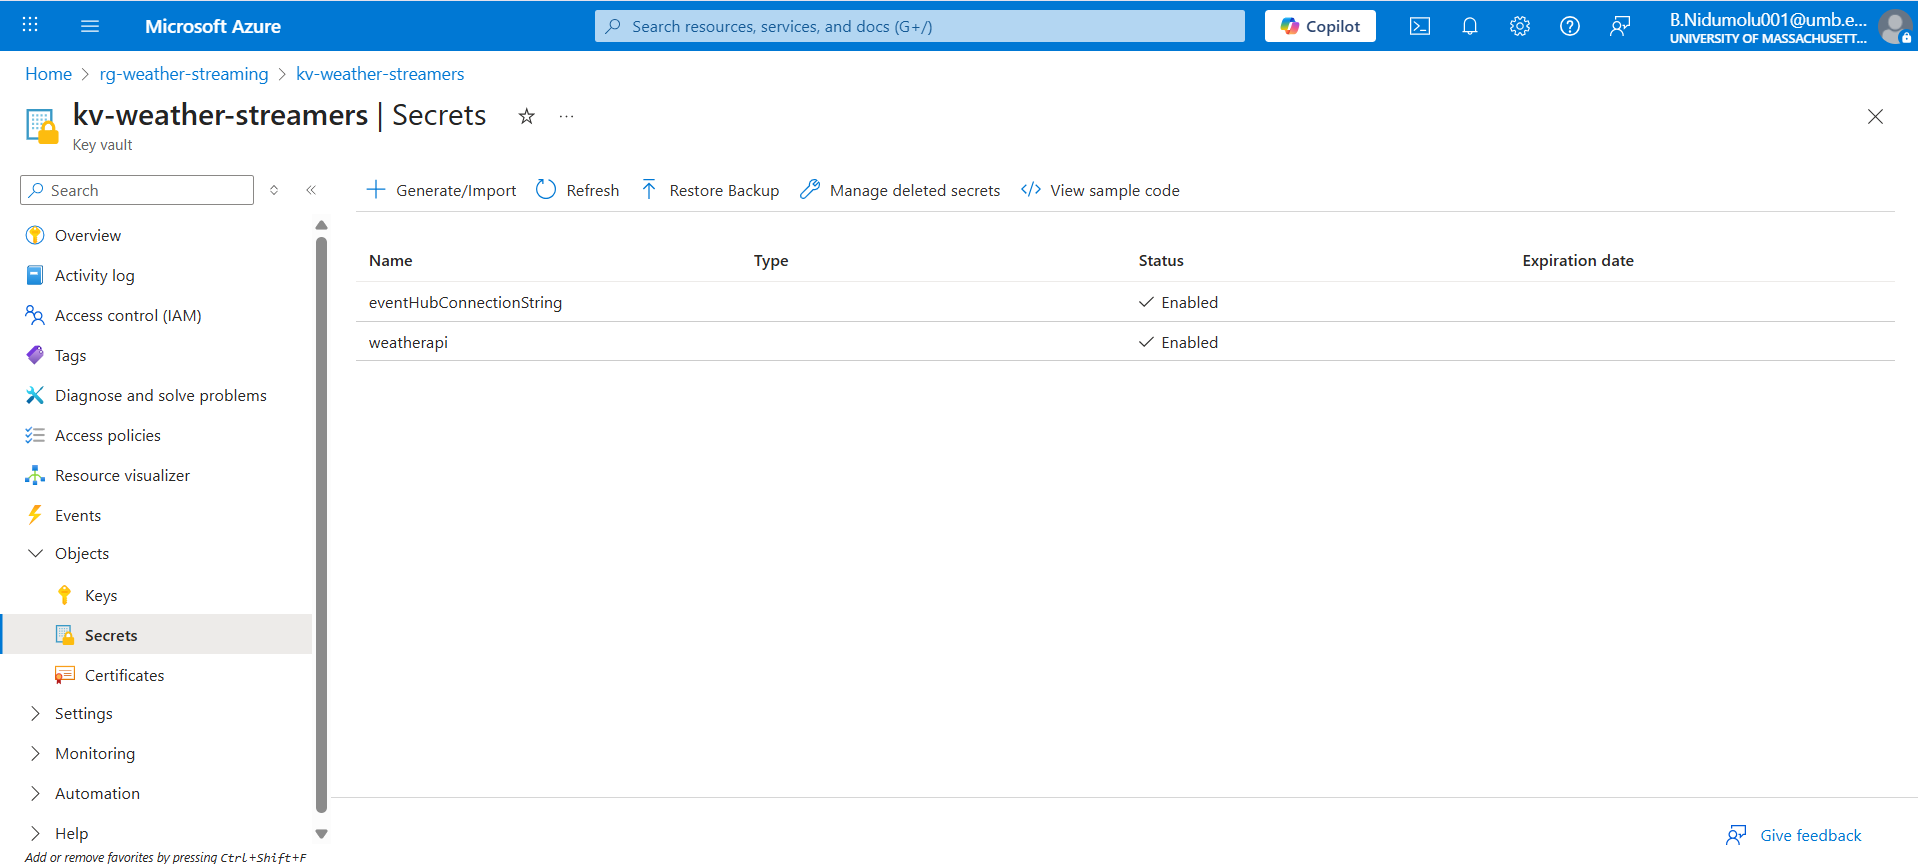 Microsoft Azure
Search resources, services, and docs (G+/)
Copilot
B.Nidumolu001@umb.e...
UNIVERSITY OF MASSACHUSETT...
Home > rg-weather-streaming > kv-weather-streamers
kv-weather-streamers | Secrets
Key vault
Search
Generate/Import Refresh Restore Backup Manage deleted secrets View sample code
Overview
Activity log
Access control (IAM)
Tags
Diagnose and solve problems
Access policies
Resource visualizer
Events
Objects
Keys
Secrets
Certificates
Settings
Monitoring
Automation
Help
Add or remove favorites by pressing Ctrl+Shift+F
Name Type Status Expiration date
eventHubConnectionString Enabled
weatherapi Enabled
Give feedback